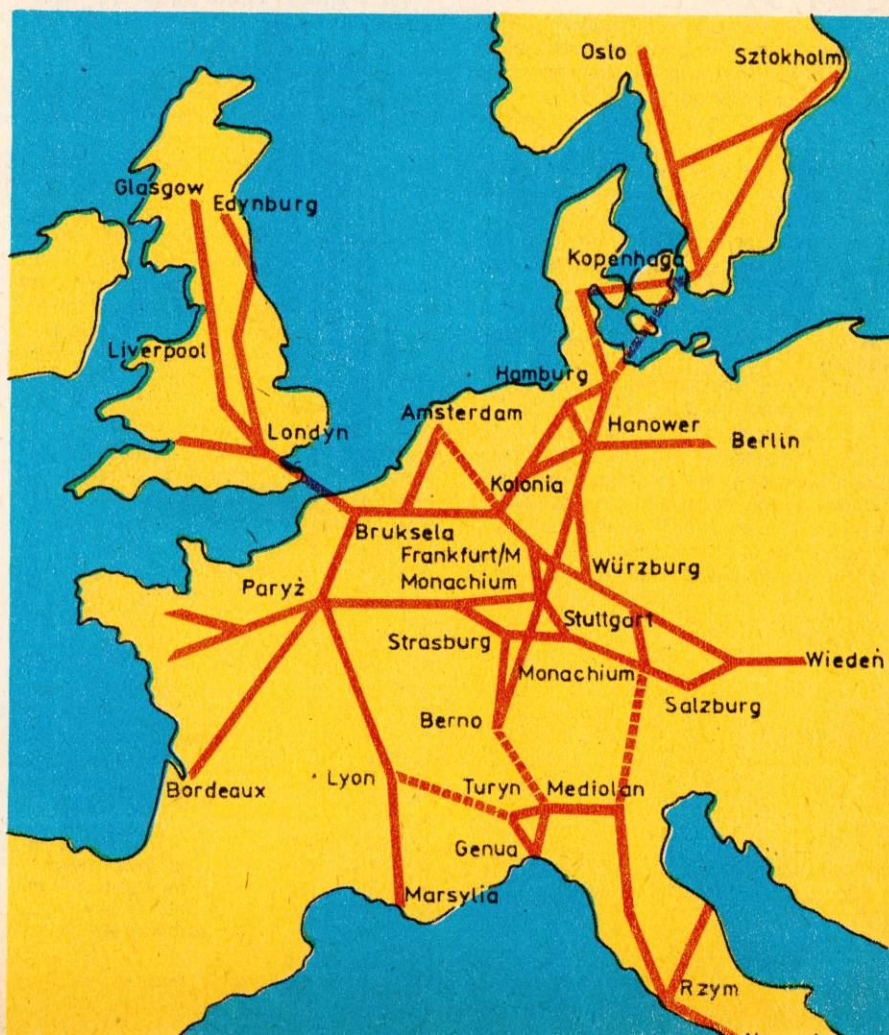 Oslo
Sztokholm
Glasgow
Edynburg
Kopenhaga
Liverpool
Hamburg
Amsterdam
Londyn
Hanower
Berlin
Kolonia
Bruksela
Frankfurt/M
Monachium
Würzburg
Paryż
Stuttgart
Strasburg
Wiedeń
Monachium
Salzburg
Berno
Lyon
Turyn
Mediolan
Bordeaux
Genua
Marsylia
Rzym